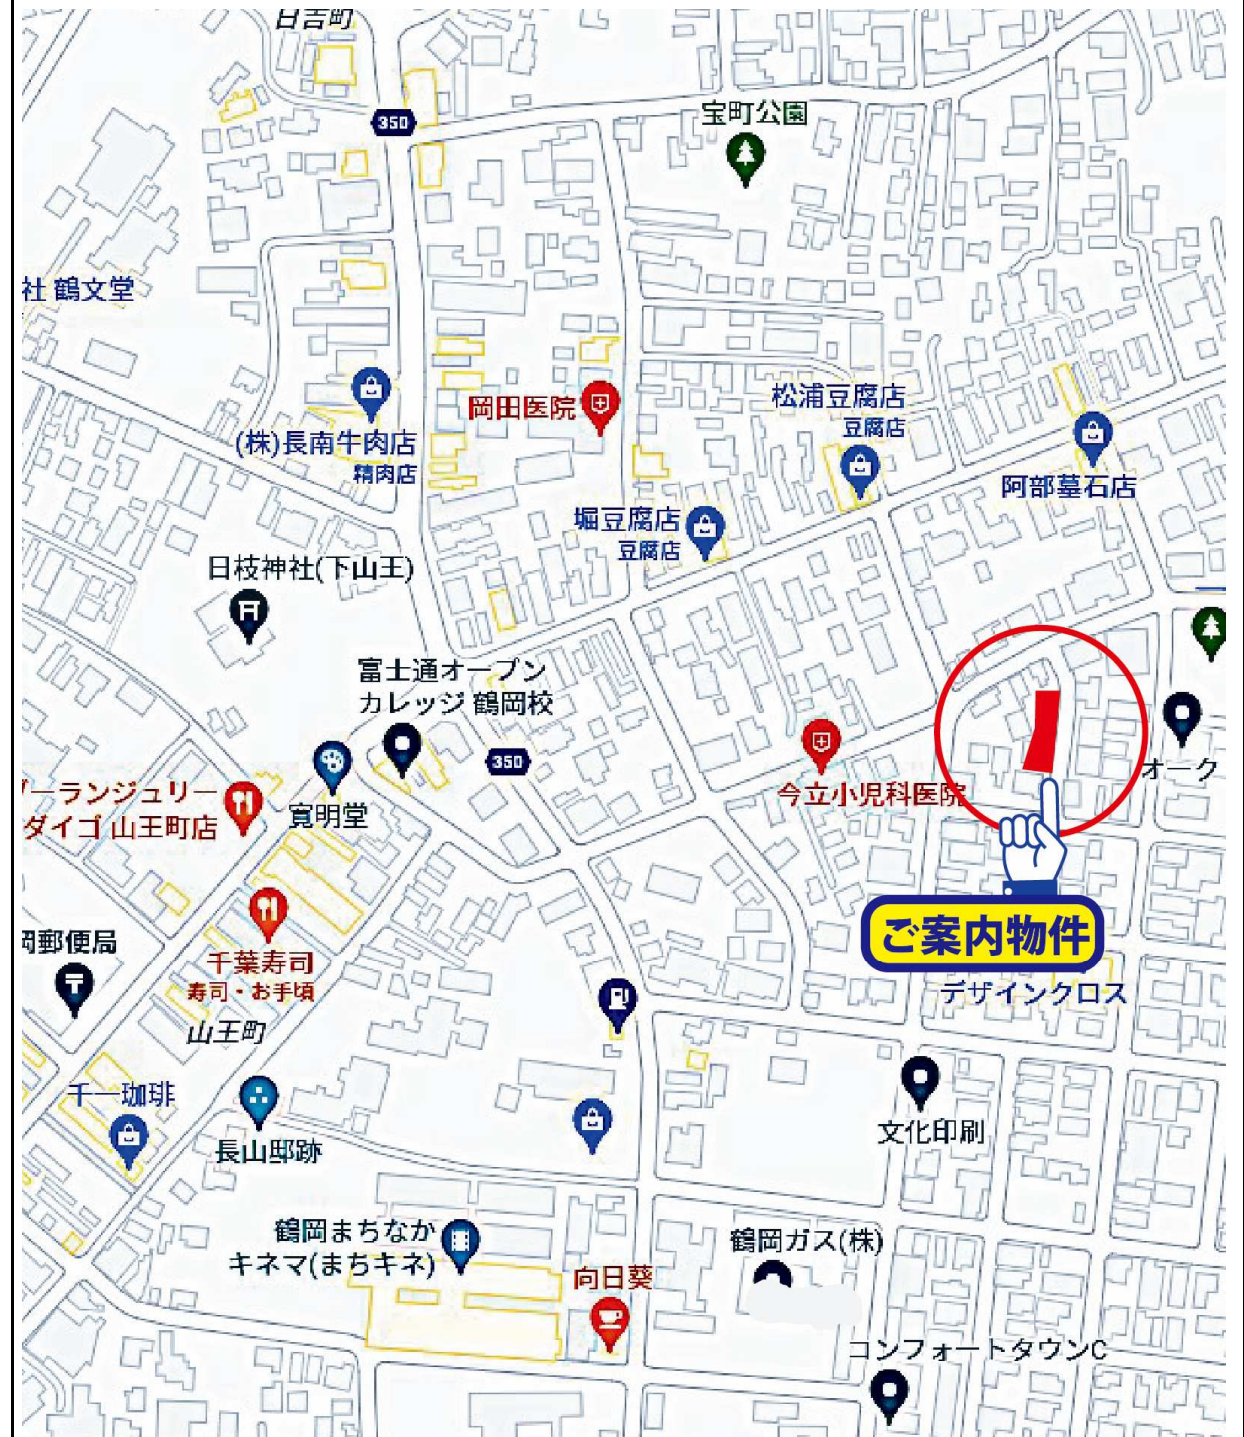 日吉町
350
宝町公園
社 鶴文堂
(株)長南牛肉店
精肉店
岡田医院
松浦豆腐店
豆腐店
阿部墓石店
堀豆腐店
豆腐店
日枝神社(下山王)
富士通オープン
カレッジ 鶴岡校
350
オーク
今立小児科医院
ブーランジュリー
ダイゴ 山王町店
寛明堂
ご案内物件
デザインクロス
岡郵便局
千葉寿司
寿司・お手頃
山王町
千一珈琲
長山邸跡
文化印刷
鶴岡まちなか
キネマ(まちキネ)
向日葵
鶴岡ガス(株)
コンフォートタウンC